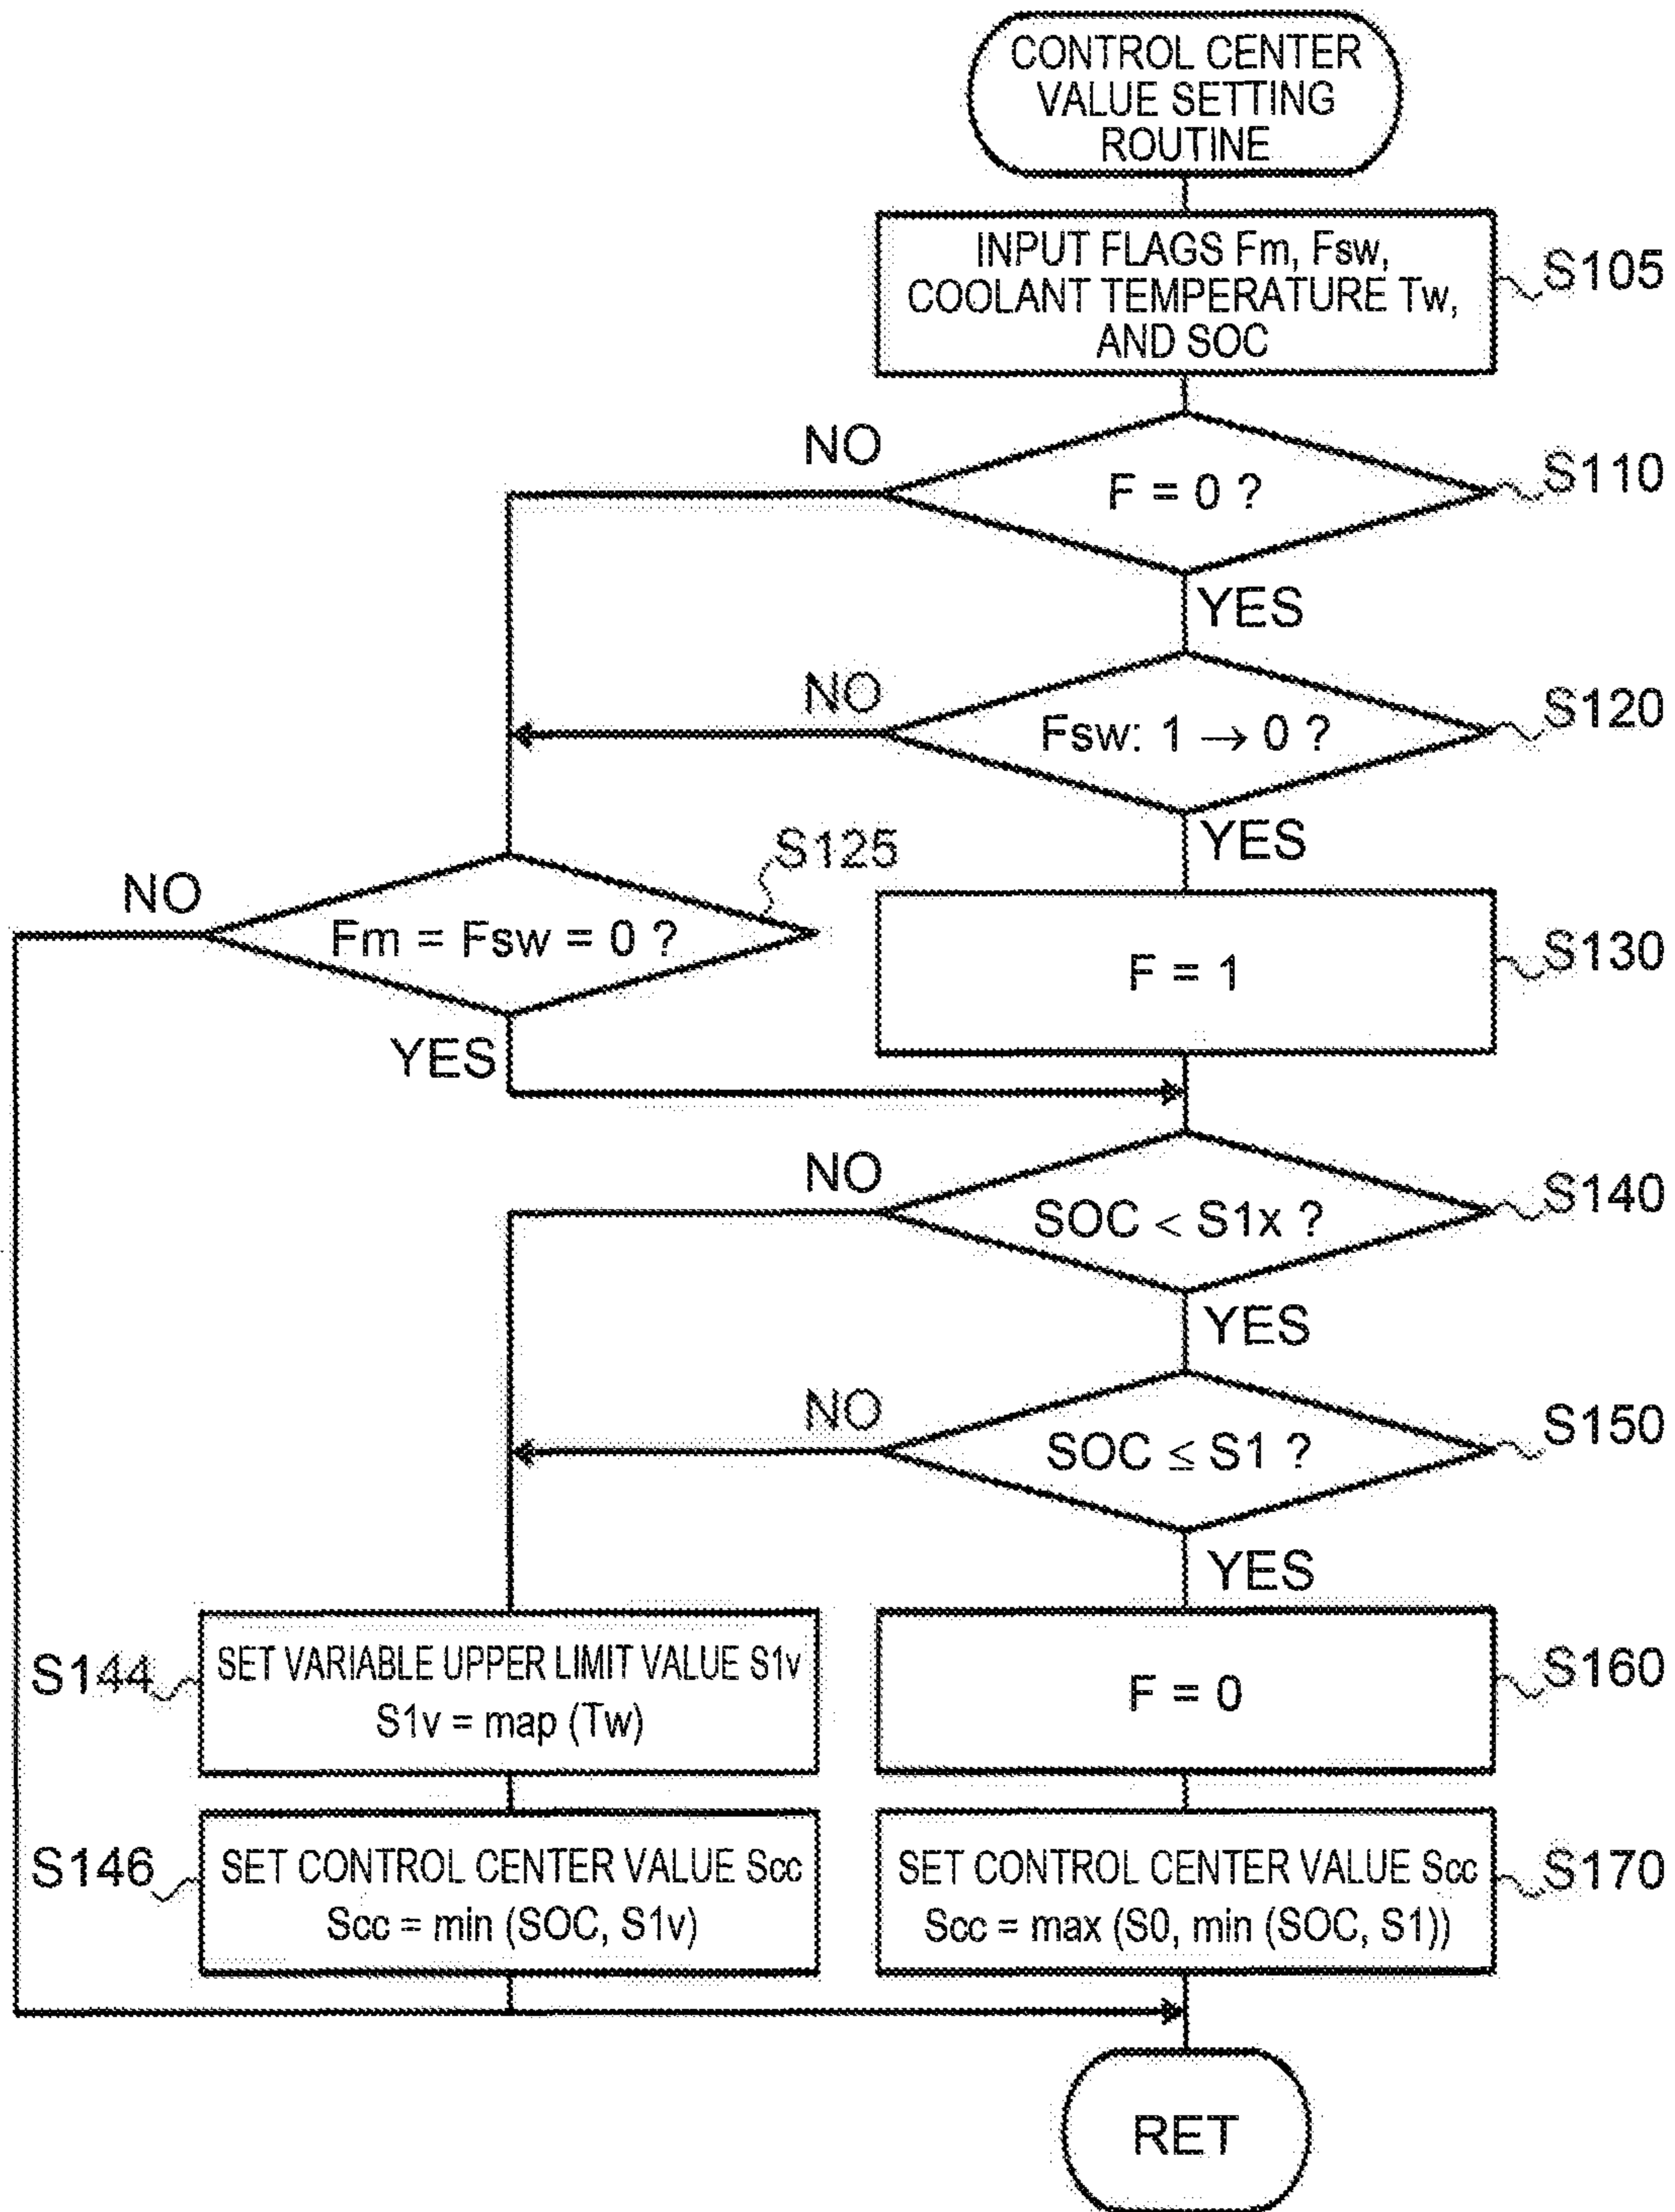 CONTROL CENTER
VALUE SETTING
ROUTINE
INPUT FLAGS Fm, Fsw,
COOLANT TEMPERATURE Tw,
AND SOC
S105
NO
F = 0 ?
S110
YES
NO
Fsw: 1 → 0 ?
S120
YES
S125
NO
Fm = Fsw = 0 ?
YES
F = 1
S130
NO
SOC < S1x ?
S140
YES
NO
SOC ≤ S1 ?
S150
YES
S144
SET VARIABLE UPPER LIMIT VALUE S1v
S1v = map (Tw)
F = 0
S160
S146
SET CONTROL CENTER VALUE Scc
Scc = min (SOC, S1v)
SET CONTROL CENTER VALUE Scc
Scc = max (S0, min (SOC, S1))
S170
RET